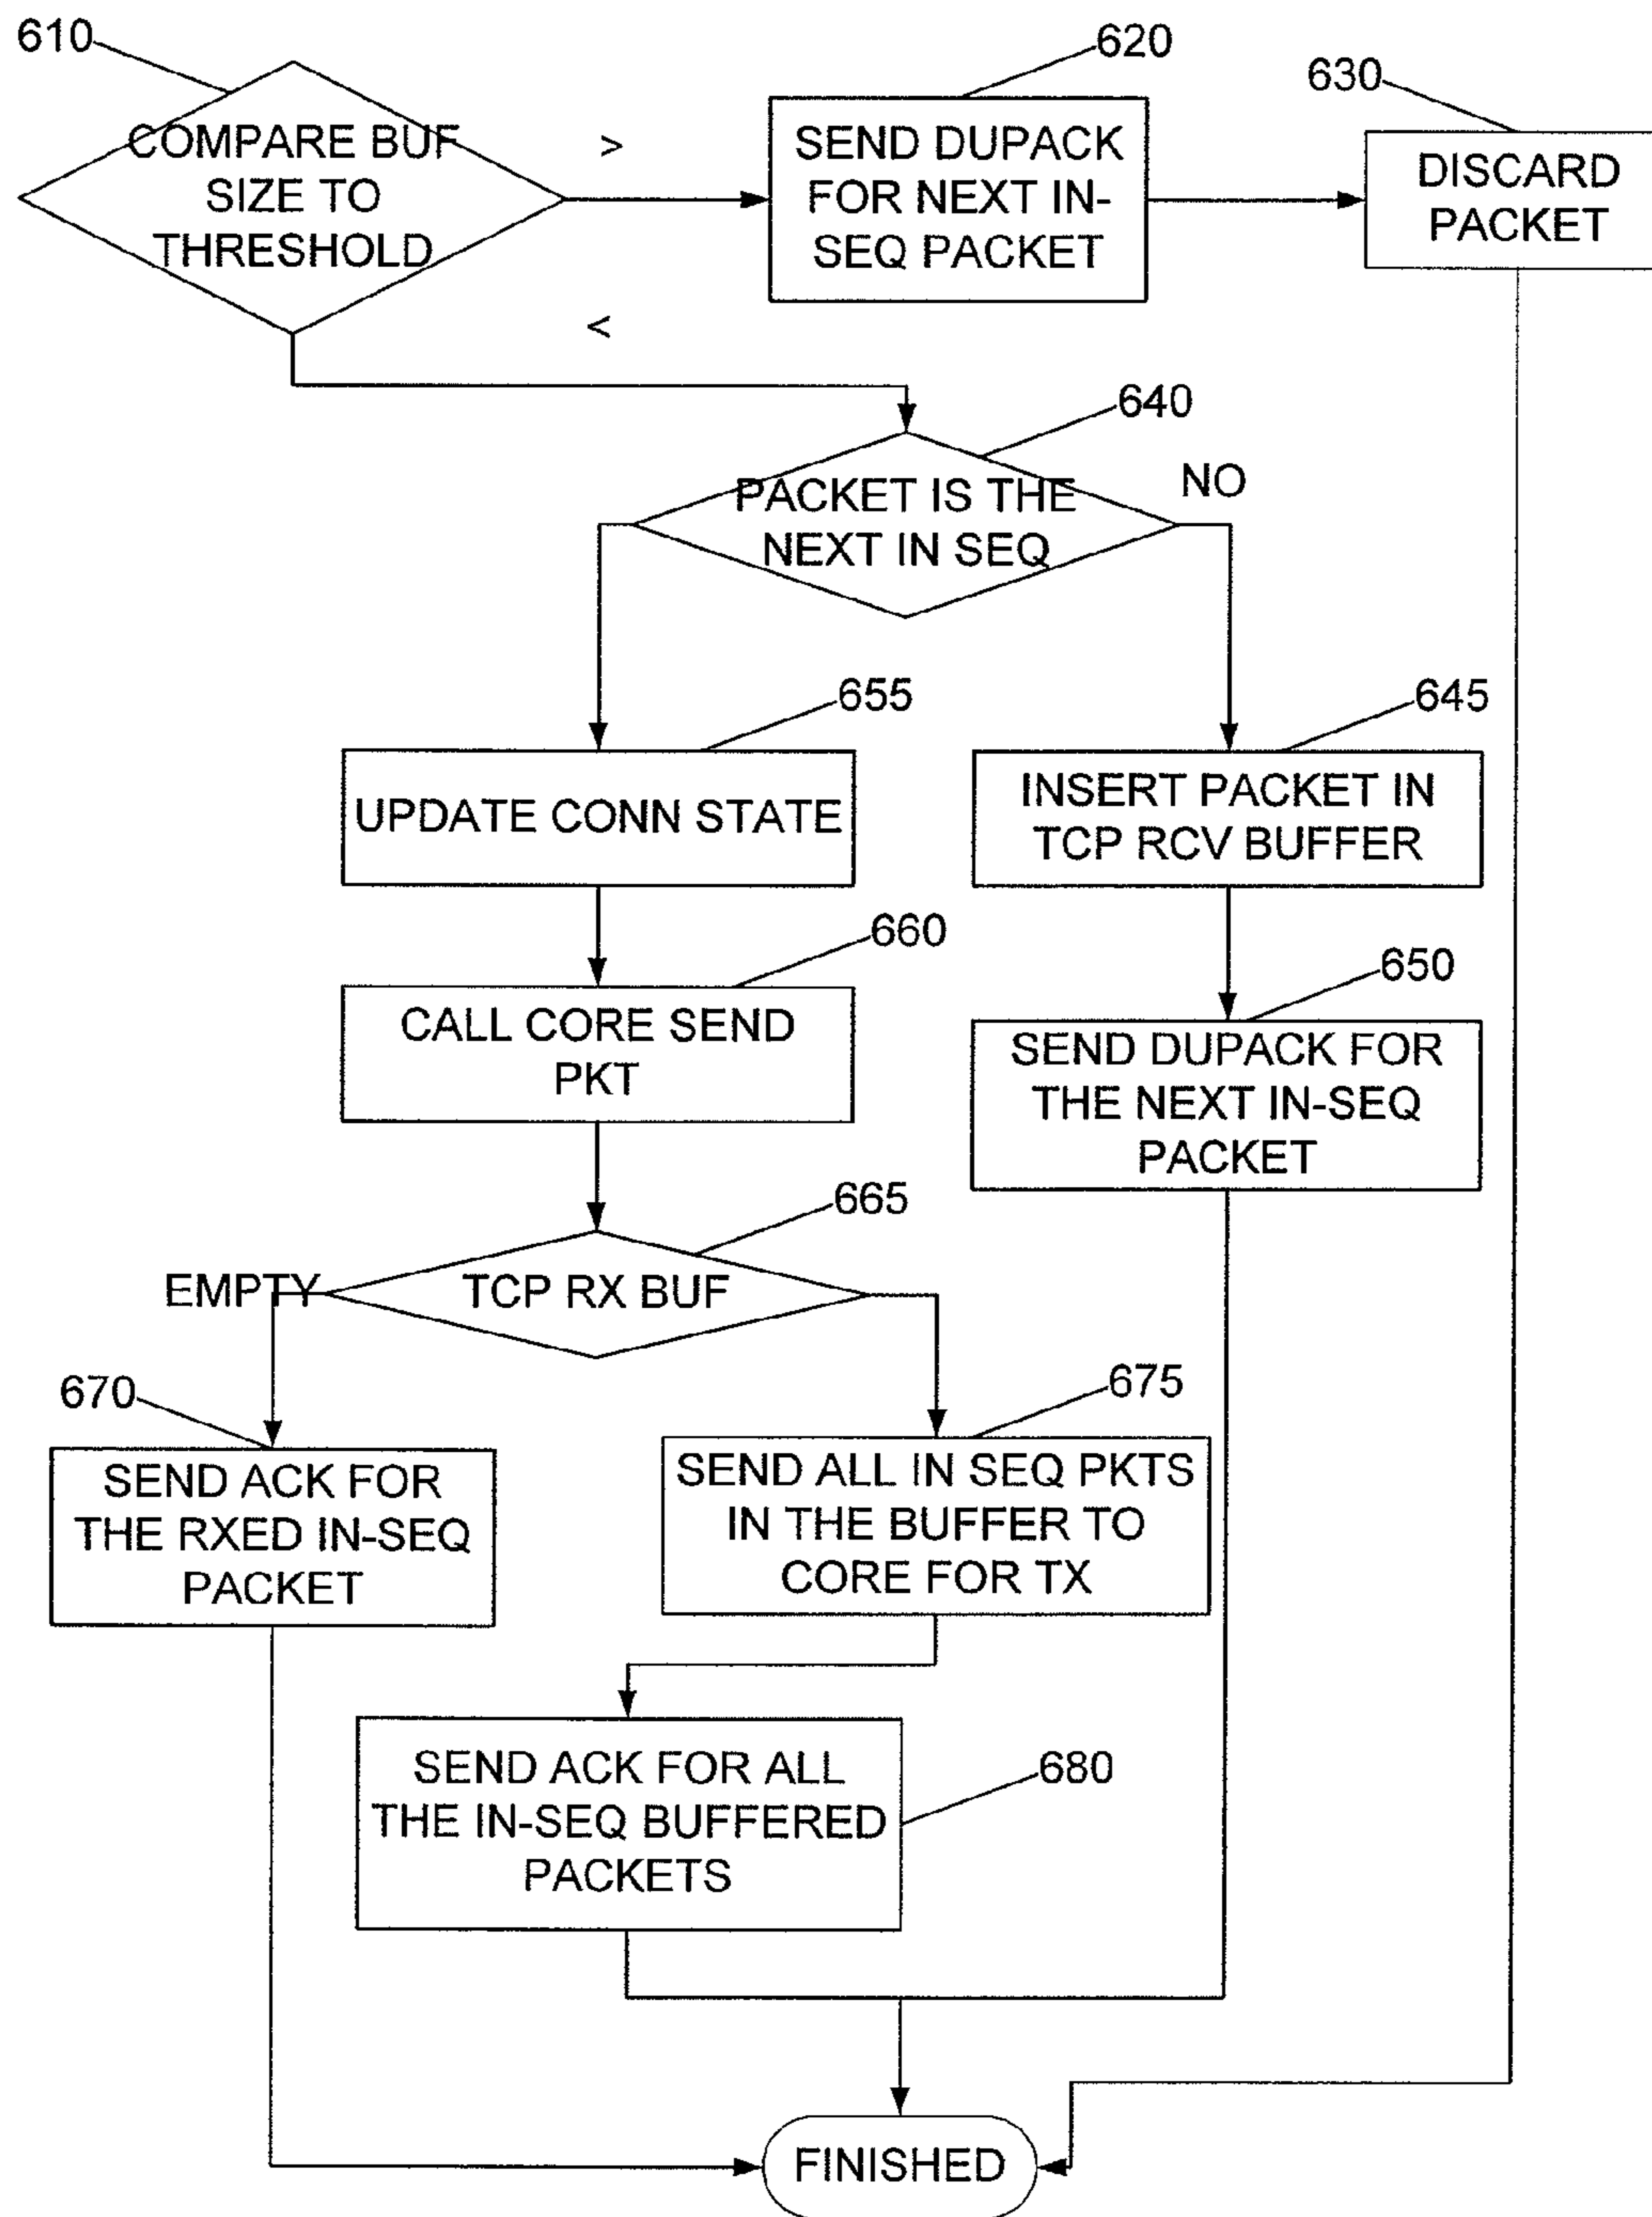 610
COMPARE BUF
SIZE TO
THRESHOLD
>
<
620
SEND DUPACK
FOR NEXT IN-
SEQ PACKET
630
DISCARD
PACKET
640
PACKET IS THE
NEXT IN SEQ
NO
655
UPDATE CONN STATE
645
INSERT PACKET IN
TCP RCV BUFFER
660
CALL CORE SEND
PKT
650
SEND DUPACK FOR
THE NEXT IN-SEQ
PACKET
665
EMPTY
TCP RX BUF
670
SEND ACK FOR
THE RXED IN-SEQ
PACKET
675
SEND ALL IN SEQ PKTS
IN THE BUFFER TO
CORE FOR TX
680
SEND ACK FOR ALL
THE IN-SEQ BUFFERED
PACKETS
FINISHED